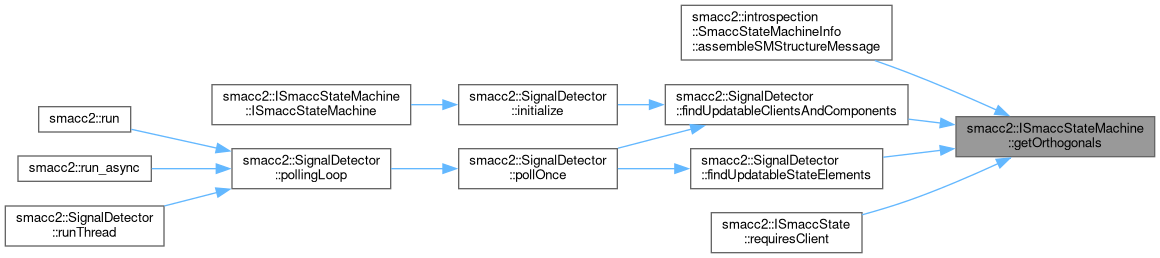 smacc2::introspection
::SmaccStateMachineInfo
::assembleSMStructureMessage
smacc2::ISmaccStateMachine
::ISmaccStateMachine
smacc2::SignalDetector
::initialize
smacc2::SignalDetector
::findUpdatableClientsAndComponents
smacc2::run
smacc2::ISmaccStateMachine
::getOrthogonals
smacc2::run_async
smacc2::SignalDetector
::pollingLoop
smacc2::SignalDetector
::pollOnce
smacc2::SignalDetector
::findUpdatableStateElements
smacc2::SignalDetector
::runThread
smacc2::ISmaccState
::requiresClient